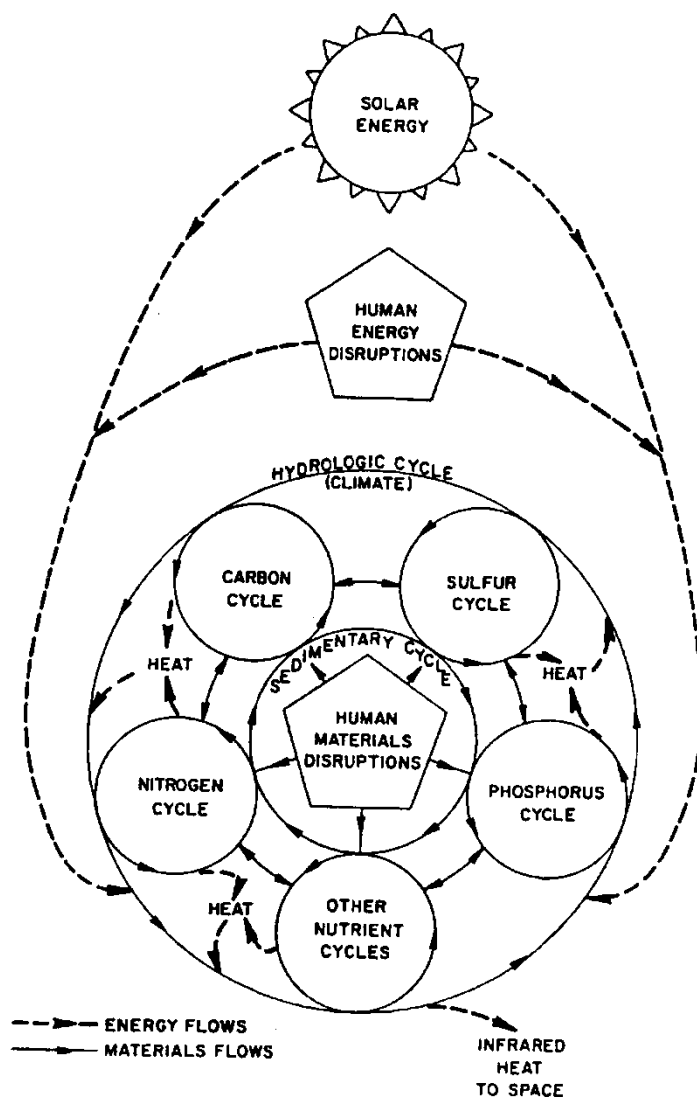 SOLAR
ENERGY
HUMAN
ENERGY
DISRUPTIONS
HYDROLOGIC CYCLE
(CLIMATE)
CARBON
CYCLE
SULFUR
CYCLE
SEDIMENTARY CYCLE
HEAT
HEAT
HUMAN
MATERIALS
DISRUPTIONS
NITROGEN
CYCLE
PHOSPHORUS
CYCLE
HEAT
OTHER
NUTRIENT
CYCLES
ENERGY FLOWS
MATERIALS FLOWS
INFRARED
HEAT
TO SPACE